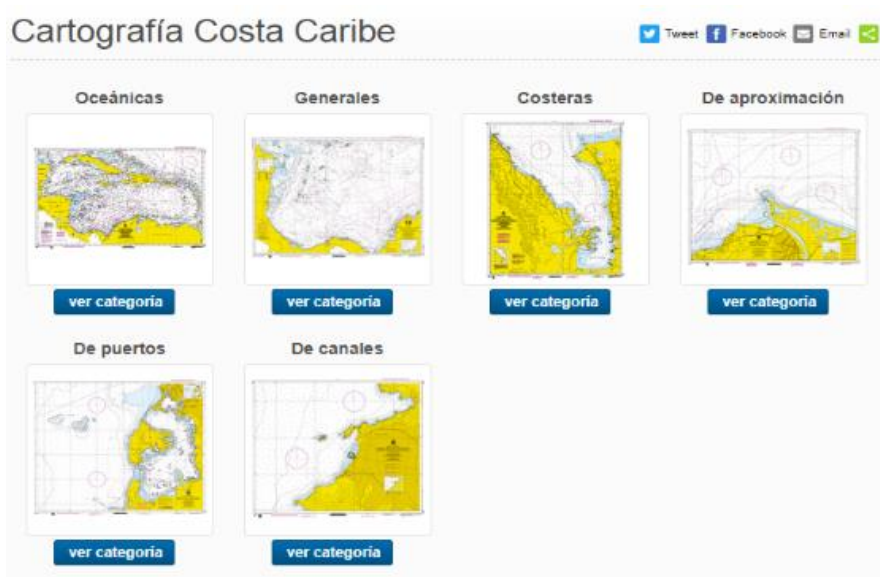 Cartografía Costa Caribe
Tweet Facebook Email
Oceánicas Generales Costeras De aproximación
ver categoría ver categoría ver categoría ver categoría
De puertos De canales
ver categoría ver categoría